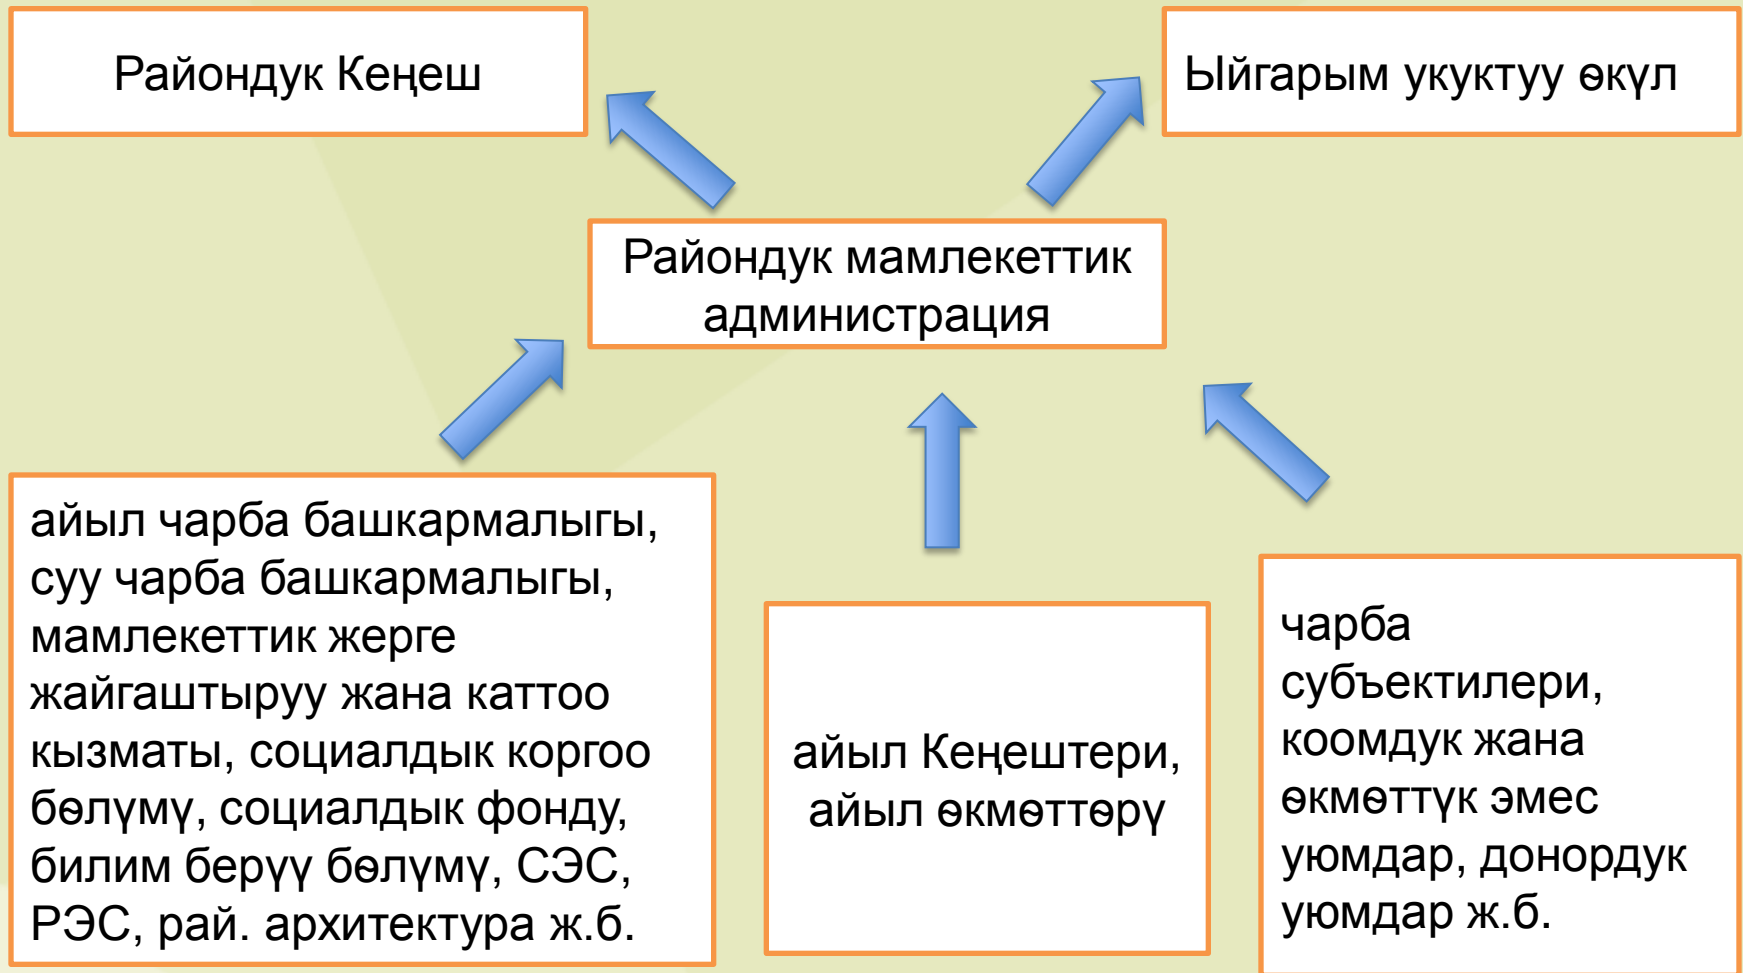 Райондук Кеңеш
Ыйгарым укуктуу өкүл
Райондук мамлекеттик
администрация
айыл чарба башкармалыгы,
суу чарба башкармалыгы,
мамлекеттик жерге
жайгаштыруу жана каттоо
кызматы, социалдык коргоо
бөлүмү, социалдык фонду,
билим берүү бөлүмү, СЭС,
РЭС, рай. архитектура ж.б.
айыл Кеңештери,
айыл өкмөттөрү
чарба
субъектилери,
коомдук жана
өкмөттүк эмес
уюмдар, донордук
уюмдар ж.б.